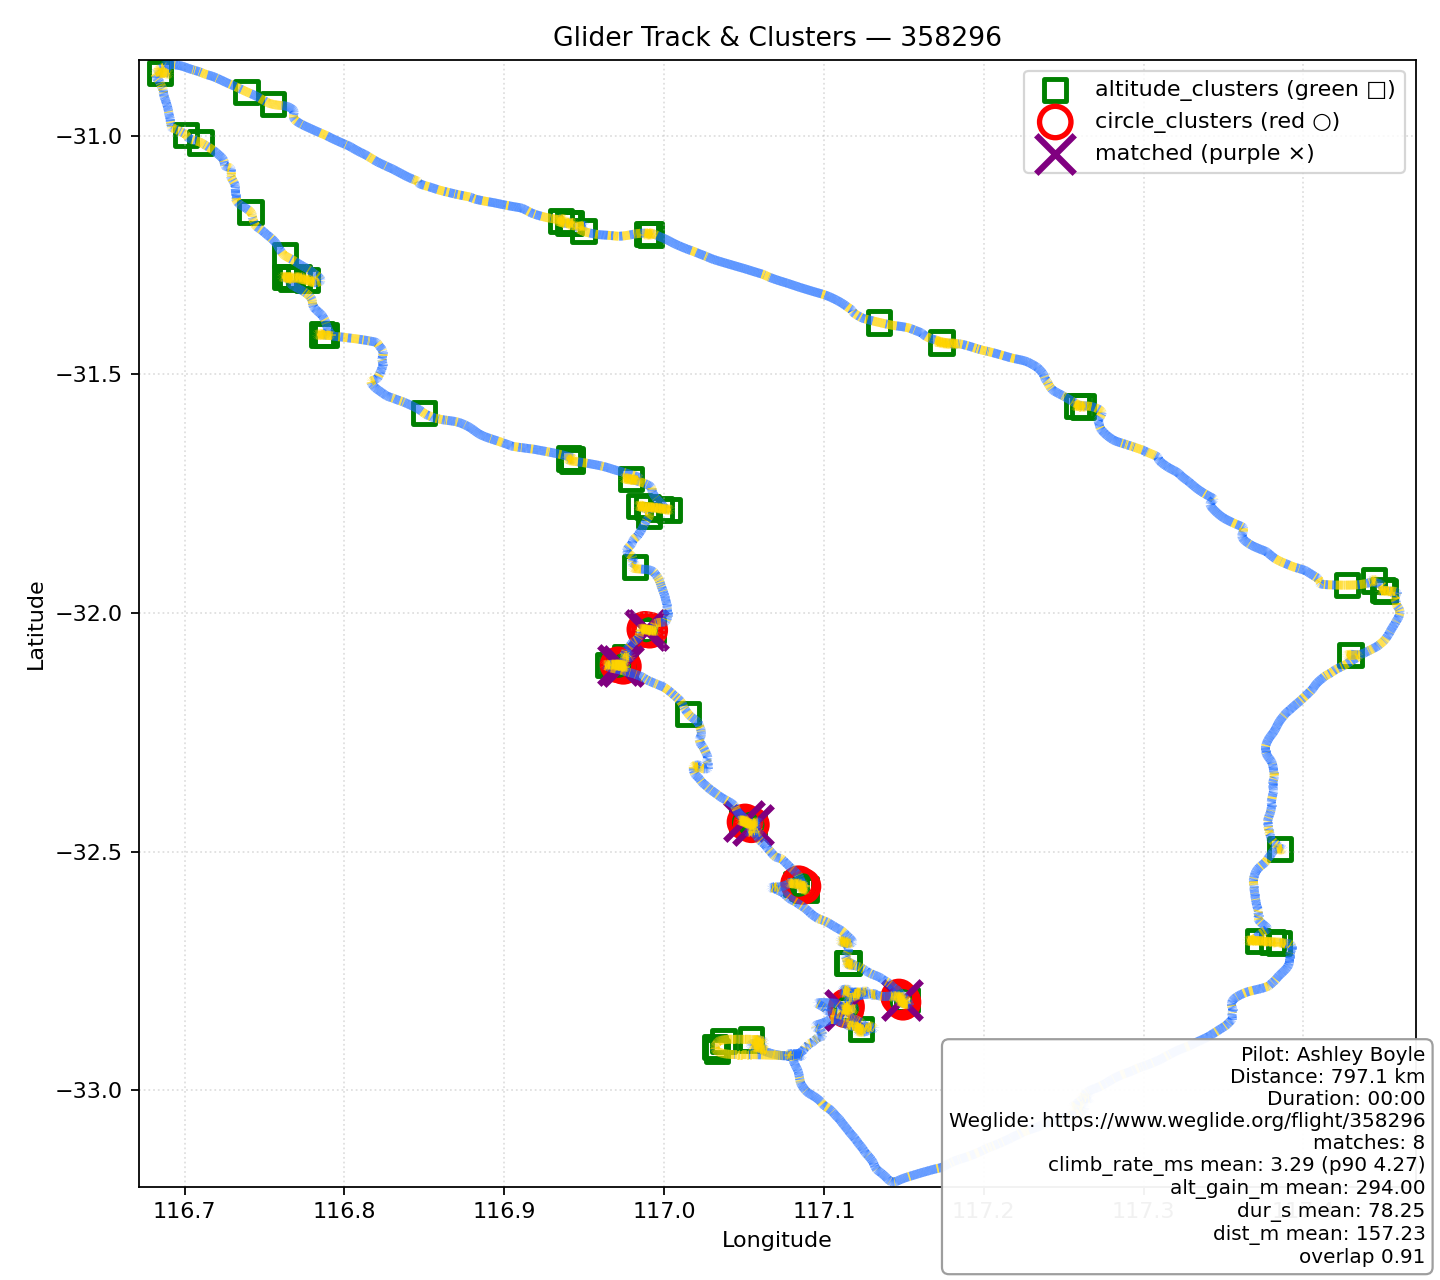 Glider Track & Clusters — 358296
altitude_clusters (green □)
circle_clusters (red ○)
matched (purple ×)
Latitude
−31.0
−31.5
−32.0
−32.5
−33.0
116.7
116.8
116.9
117.0
117.1
117.2
117.3
Longitude
Pilot: Ashley Boyle
Distance: 797.1 km
Duration: 00:00
Weglide: https://www.weglide.org/flight/358296
matches: 8
climb_rate_ms mean: 3.29 (p90 4.27)
alt_gain_m mean: 294.00
dur_s mean: 78.25
dist_m mean: 157.23
overlap 0.91